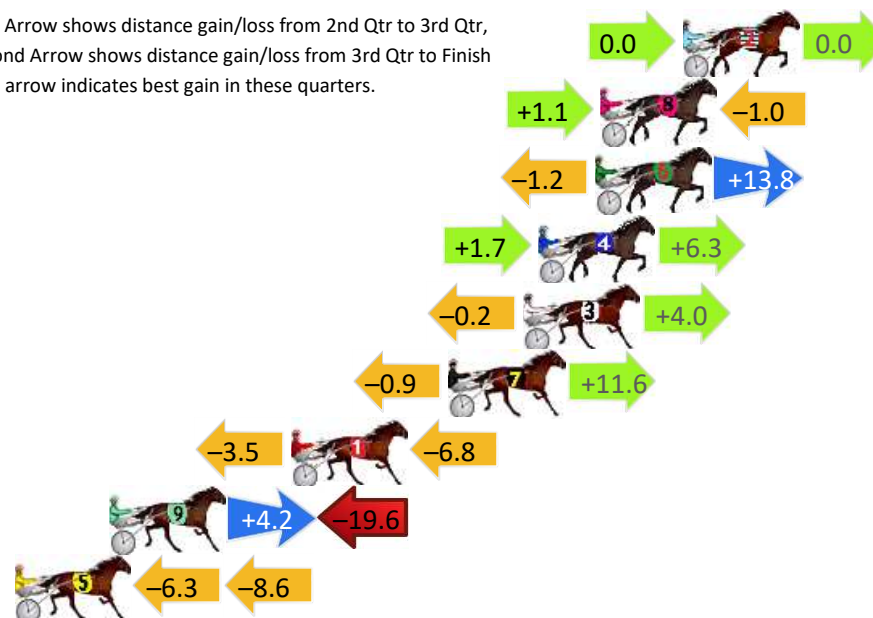 Arrow shows distance gain/loss from 2nd Qtr to 3rd Qtr,
ond Arrow shows distance gain/loss from 3rd Qtr to Finish
arrow indicates best gain in these quarters.
0.0 0.0
+1.1 8 –1.0
–1.2 6 +13.8
+1.7 4 +6.3
–0.2 3 +4.0
–0.9 7 +11.6
–3.5 1 –6.8
9 +4.2 –19.6
5 –6.3 –8.6